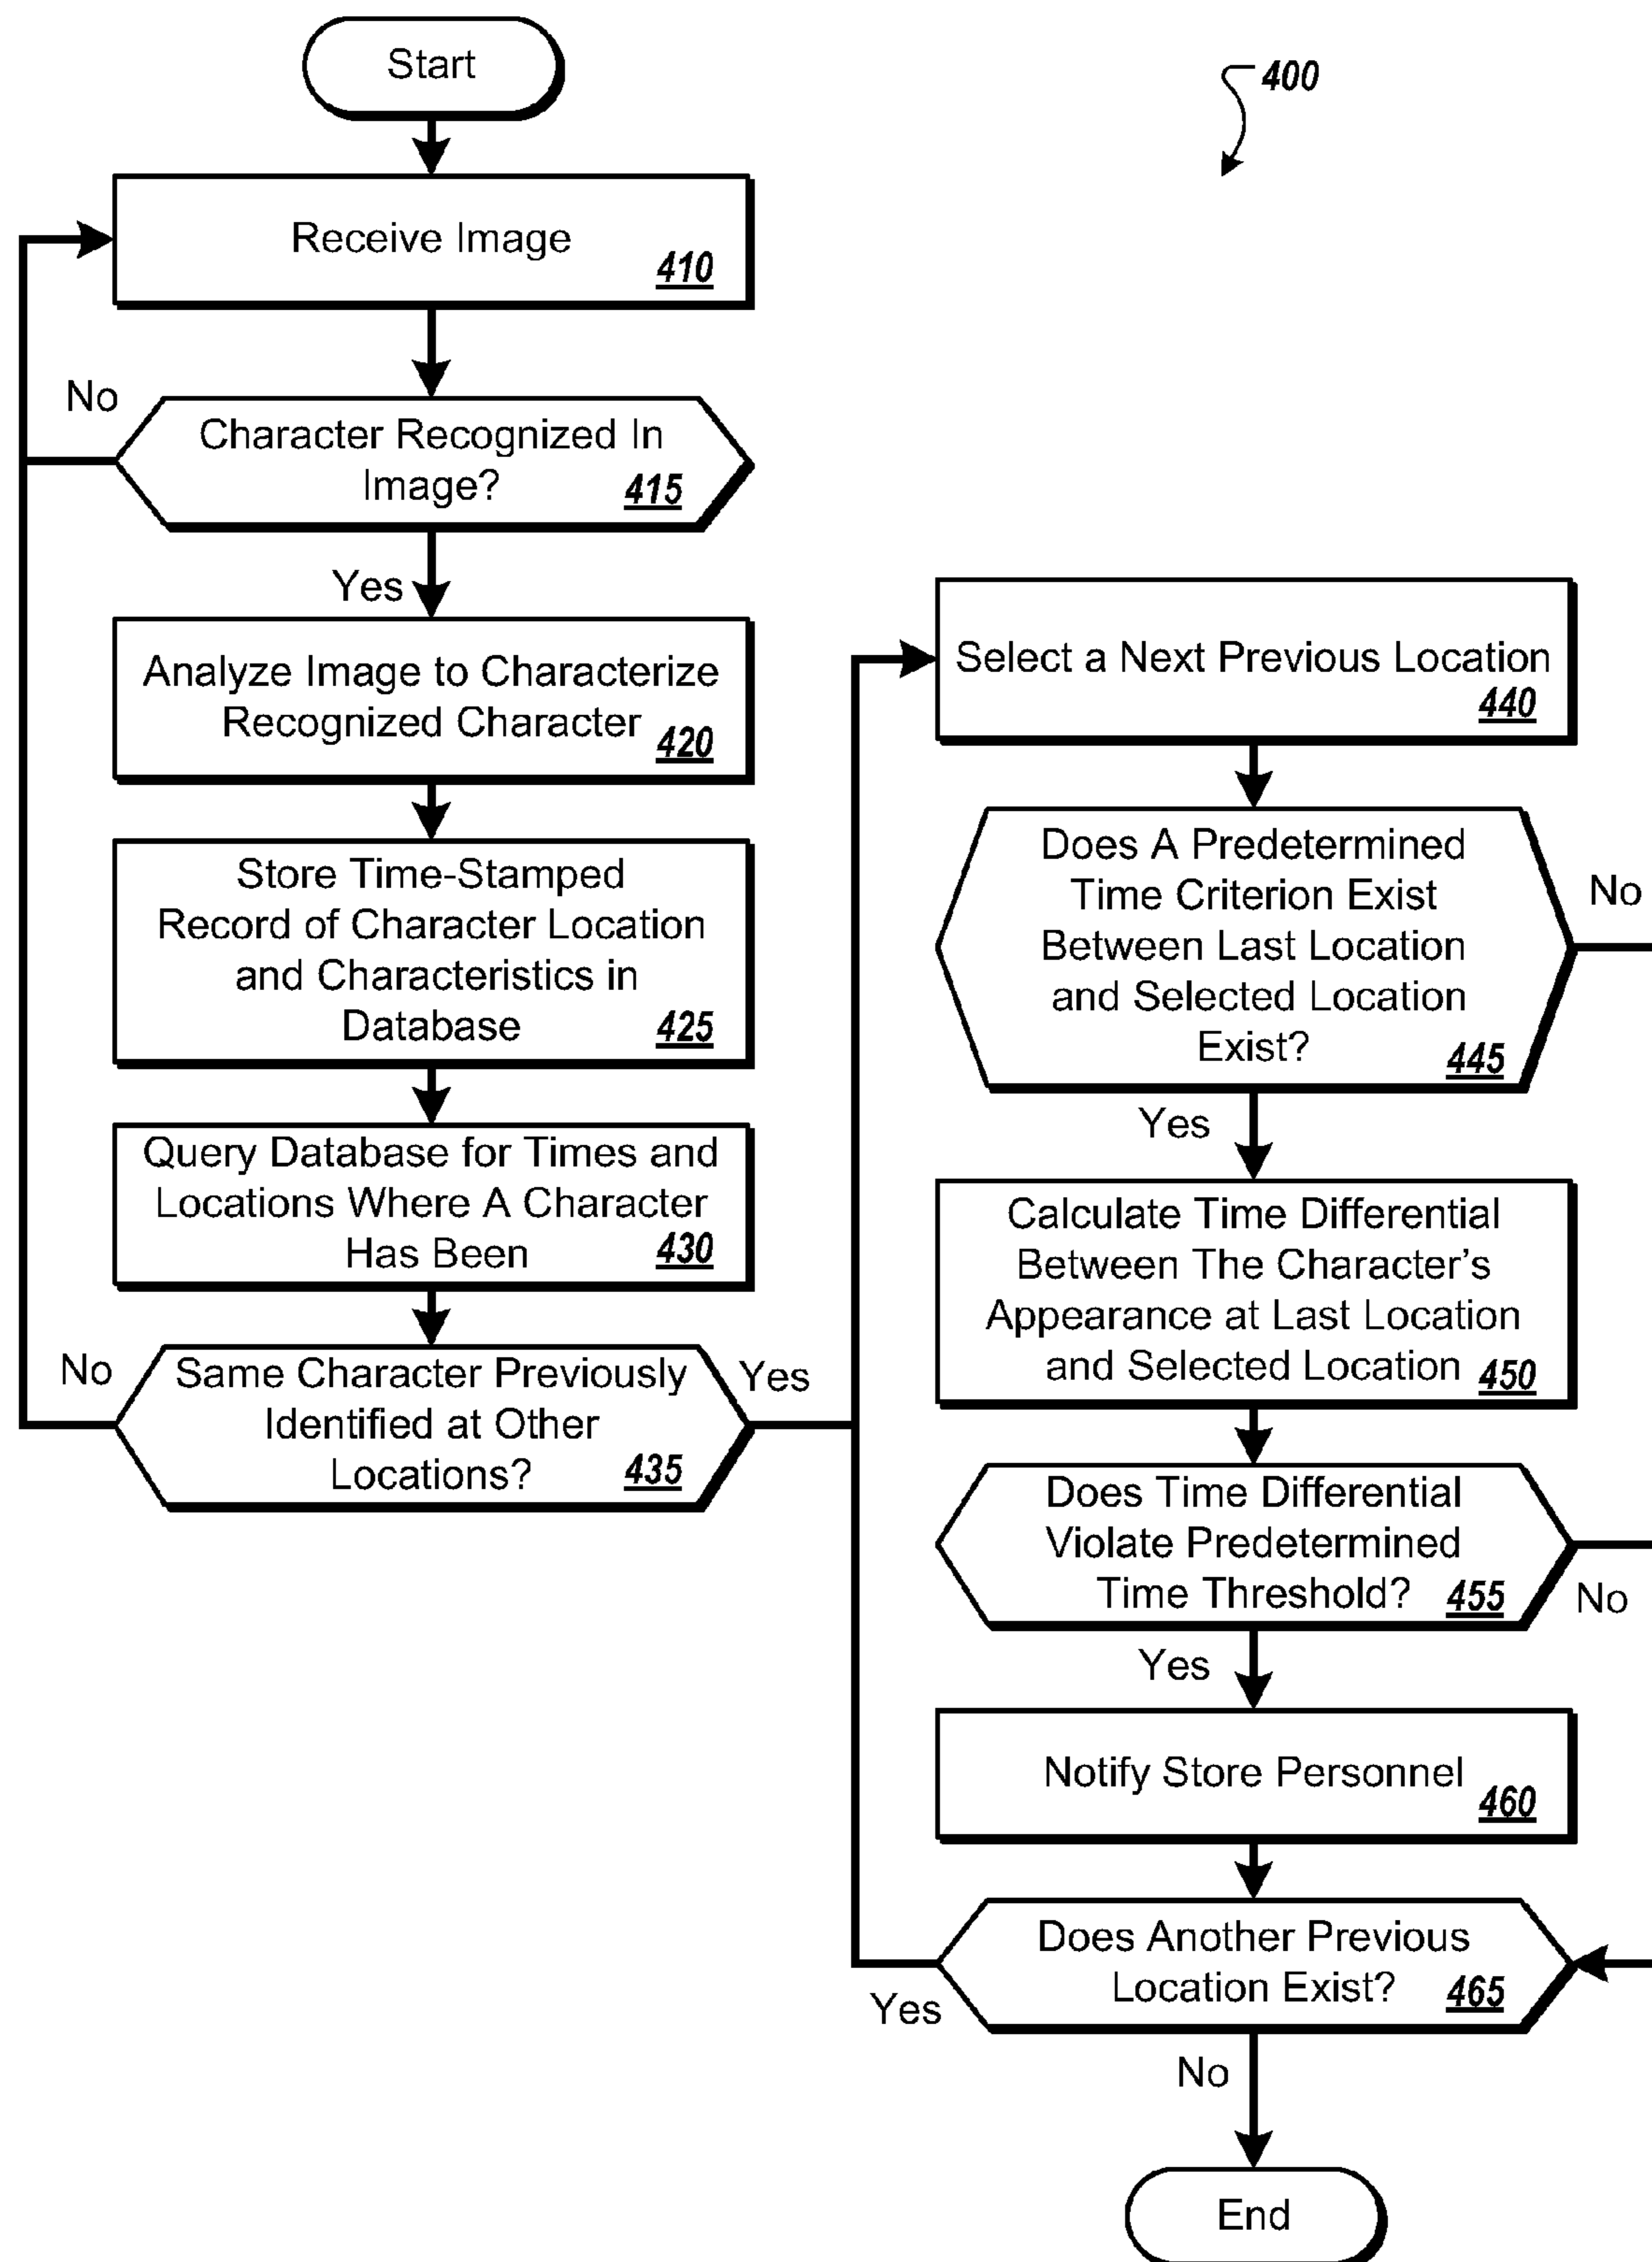 Start
400
Receive Image
410
No
Character Recognized In
Image? 415
Yes
Analyze Image to Characterize
Recognized Character 420
Store Time-Stamped
Record of Character Location
and Characteristics in
Database 425
Query Database for Times and
Locations Where A Character
Has Been 430
No
Same Character Previously
Identified at Other
Locations? 435
Yes
Select a Next Previous Location
440
Does A Predetermined
Time Criterion Exist
Between Last Location
and Selected Location
Exist? 445
No
Yes
Calculate Time Differential
Between The Character's
Appearance at Last Location
and Selected Location 450
Does Time Differential
Violate Predetermined
Time Threshold? 455
No
Yes
Notify Store Personnel
460
Does Another Previous
Location Exist? 465
Yes
No
End